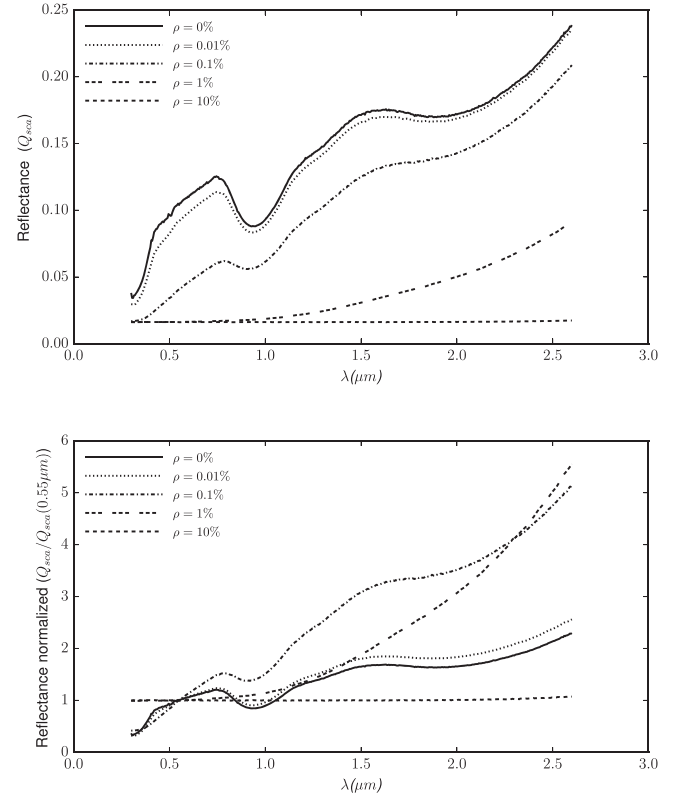 0.25
0.20
0.15
0.10
0.05
0.00
Reflectance (Q_sca)
ρ = 0%
ρ = 0.01%
ρ = 0.1%
ρ = 1%
ρ = 10%
0.0 0.5 1.0 1.5 2.0 2.5 3.0
λ(μm)
6
5
4
3
2
1
0
Reflectance normalized (Q_sca/Q_sca(0.55μm))
ρ = 0%
ρ = 0.01%
ρ = 0.1%
ρ = 1%
ρ = 10%
0.0 0.5 1.0 1.5 2.0 2.5 3.0
λ(μm)